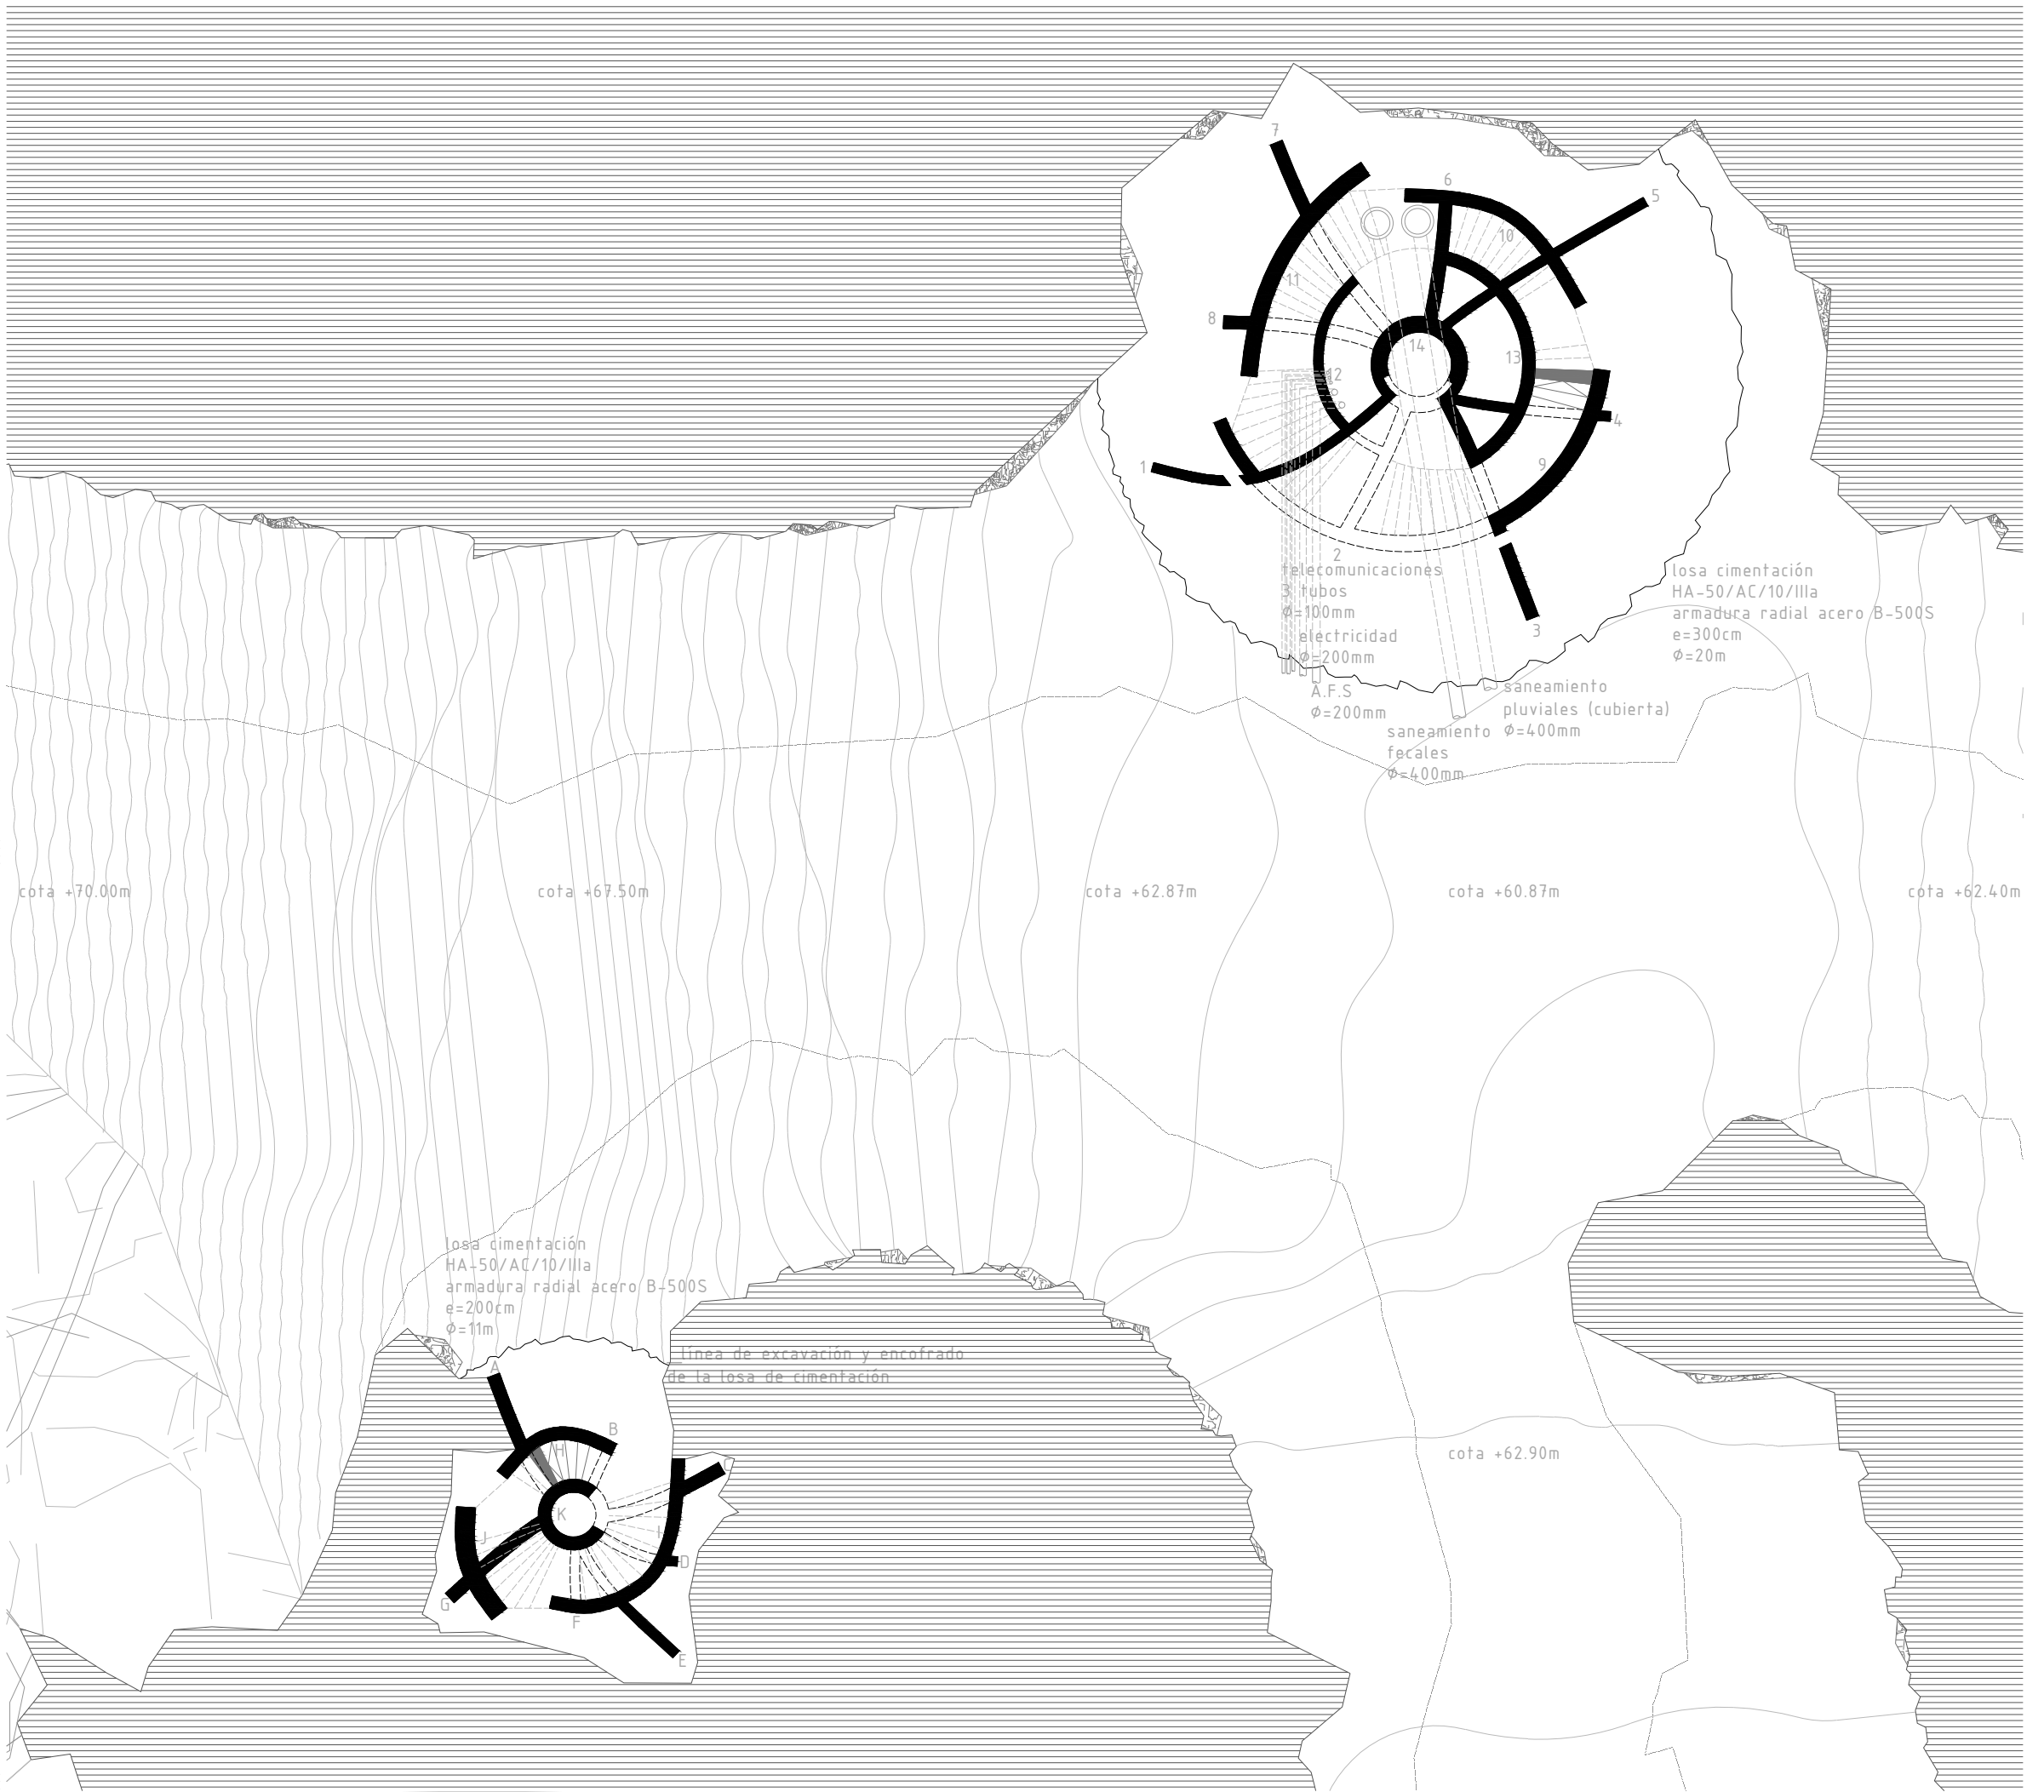 7
6
5
10
11
8
14
13
12
4
1
9
2
telecomunicaciones
3 tubos
Ø=100mm
electricidad
Ø=200mm
A.F.S
Ø=200mm
3
losa cimentación
HA-50/AC/10/IIIa
armadura radial acero B-500S
e=300cm
Ø=20m
saneamiento
pluviales (cubierta)
Ø=400mm
saneamiento
fecales
Ø=400mm
cota +70.00m
cota +67.50m
cota +62.87m
cota +60.87m
cota +62.40m
losa cimentación
HA-50/AC/10/IIIa
armadura radial acero B-500S
e=200cm
Ø=11m
línea de excavación y encofrado
de la losa de cimentación
A
B
H
C
cota +62.90m
K
J
I
D
G
F
E